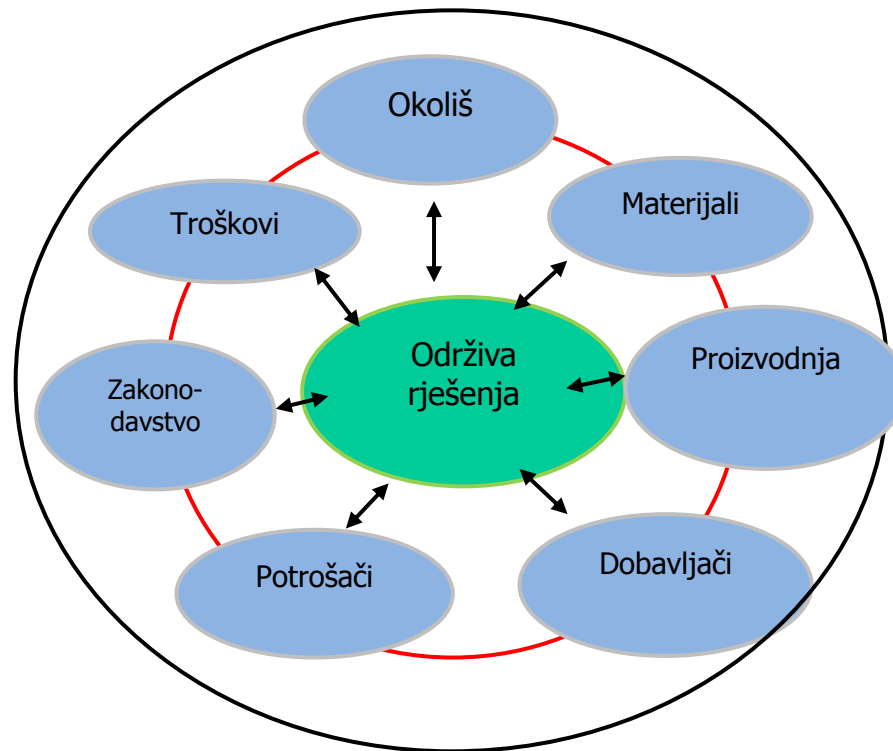 Okoliš
Materijali
Troškovi
Proizvodnja
Održiva
rješenja
Zakono-
davstvo
Dobavljači
Potrošači